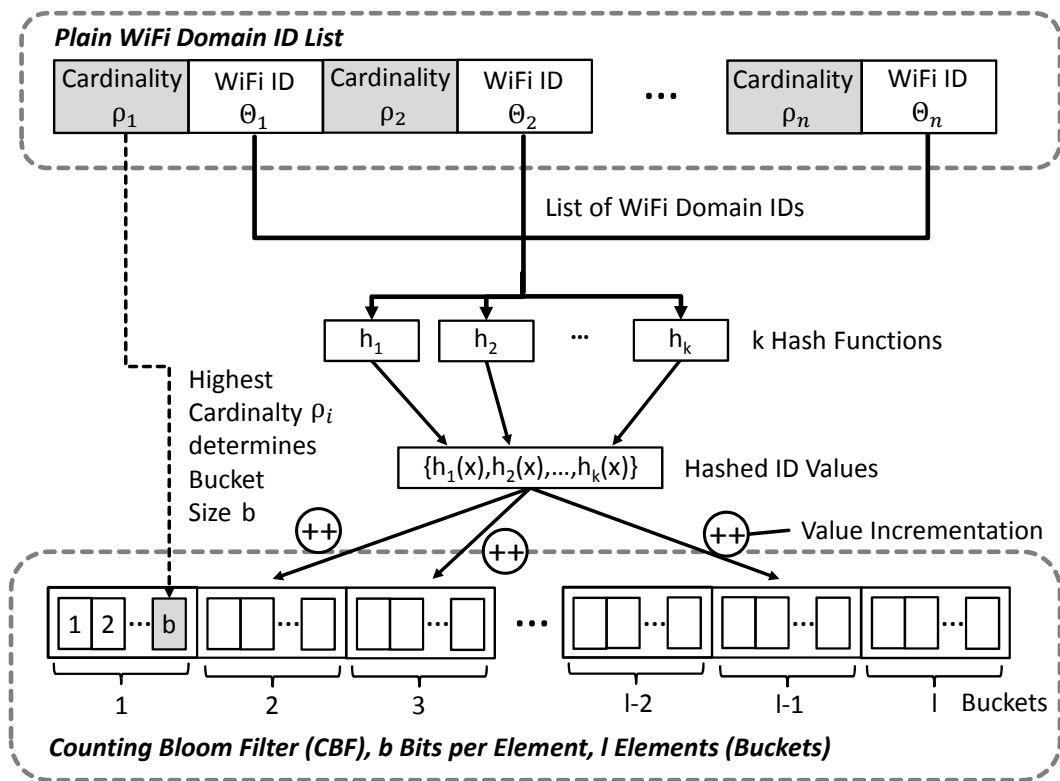 Plain WiFi Domain ID List
Cardinality ρ₁
WiFi ID Θ₁
Cardinality ρ₂
WiFi ID Θ₂
...
Cardinality ρₙ
WiFi ID Θₙ
List of WiFi Domain IDs
h₁
h₂
...
hₖ
k Hash Functions
Highest
Cardinalty ρᵢ
determines
Bucket
Size b
{h₁(x),h₂(x),...,hₖ(x)}
Hashed ID Values
++
++
++
Value Incrementation
1 2 ... b
...
...
...
...
...
...
1 2 3 l-2 l-1 l Buckets
Counting Bloom Filter (CBF), b Bits per Element, l Elements (Buckets)